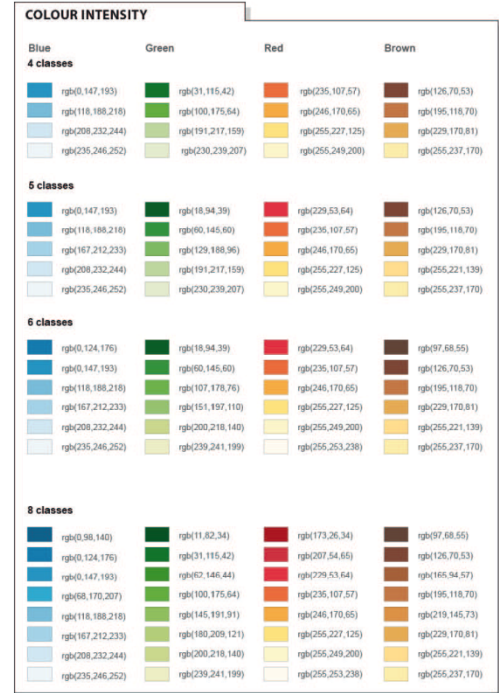 COLOUR INTENSITY
Blue Green Red Brown
4 classes
rgb(0,147,193) rgb(31,115,42) rgb(235,107,57) rgb(126,70,53)
rgb(118,188,218) rgb(100,175,64) rgb(246,170,65) rgb(195,118,70)
rgb(208,232,244) rgb(191,217,159) rgb(255,227,125) rgb(229,170,81)
rgb(235,246,252) rgb(230,239,207) rgb(255,249,200) rgb(255,237,170)
5 classes
rgb(0,147,193) rgb(18,94,39) rgb(229,53,64) rgb(126,70,53)
rgb(118,188,218) rgb(60,145,60) rgb(235,107,57) rgb(195,118,70)
rgb(167,212,233) rgb(129,188,96) rgb(246,170,65) rgb(229,170,81)
rgb(208,232,244) rgb(191,217,159) rgb(255,227,125) rgb(255,221,139)
rgb(235,246,252) rgb(230,239,207) rgb(255,249,200) rgb(255,237,170)
6 classes
rgb(0,124,176) rgb(18,94,39) rgb(229,53,64) rgb(97,68,55)
rgb(0,147,193) rgb(60,145,60) rgb(235,107,57) rgb(126,70,53)
rgb(118,188,218) rgb(107,178,76) rgb(246,170,65) rgb(195,118,70)
rgb(167,212,233) rgb(151,197,110) rgb(255,227,125) rgb(229,170,81)
rgb(208,232,244) rgb(200,218,140) rgb(255,249,200) rgb(255,221,139)
rgb(235,246,252) rgb(239,241,199) rgb(255,253,238) rgb(255,237,170)
8 classes
rgb(0,98,140) rgb(11,82,34) rgb(173,26,34) rgb(97,68,55)
rgb(0,124,176) rgb(31,115,42) rgb(207,54,65) rgb(126,70,53)
rgb(0,147,193) rgb(62,146,44) rgb(229,53,64) rgb(165,94,57)
rgb(68,170,207) rgb(100,175,64) rgb(235,107,57) rgb(195,118,70)
rgb(118,188,218) rgb(145,191,91) rgb(246,170,65) rgb(219,145,73)
rgb(167,212,233) rgb(180,209,121) rgb(255,227,125) rgb(229,170,81)
rgb(208,232,244) rgb(200,218,140) rgb(255,249,200) rgb(255,221,139)
rgb(235,246,252) rgb(239,241,199) rgb(255,253,238) rgb(255,237,170)